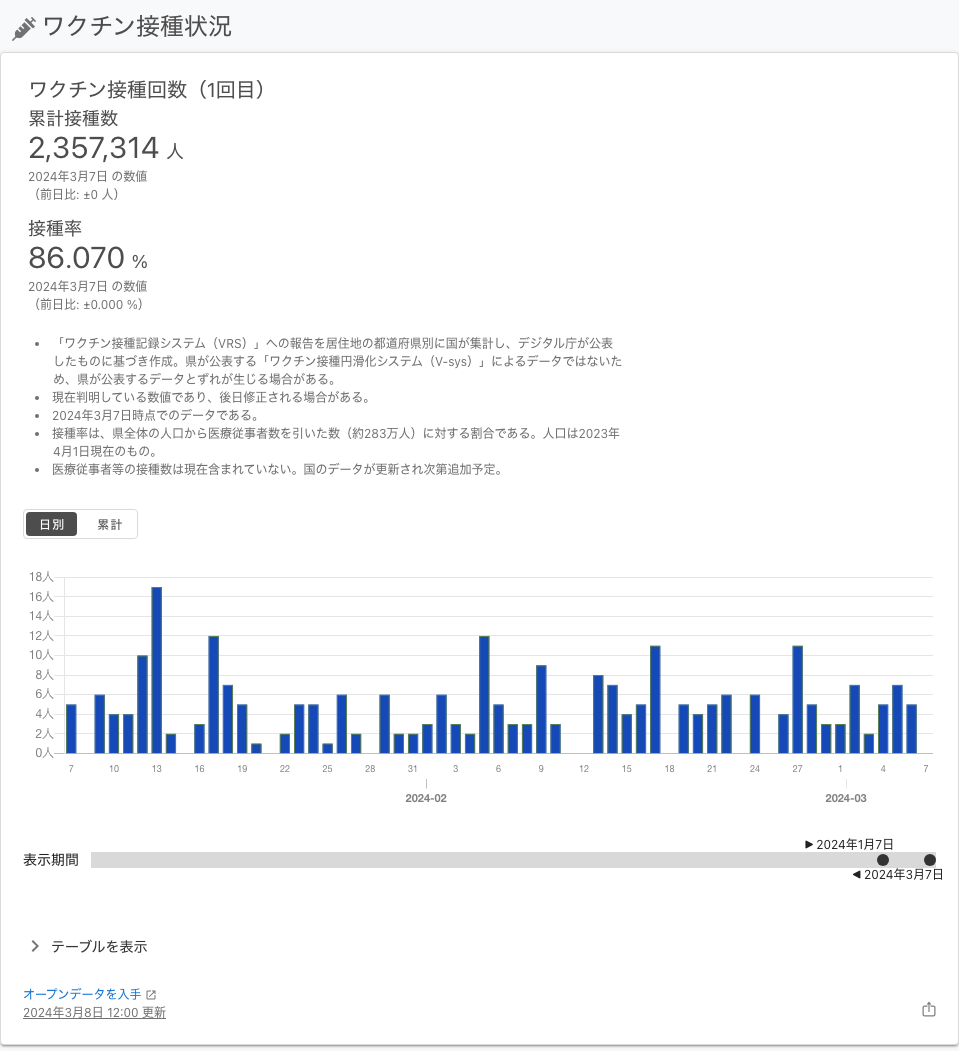 ワクチン接種状況
ワクチン接種回数（1回目）
累計接種数
2,357,314 人
2024年3月7日 の数値
（前日比: ±0 人）
接種率
86.070 %
2024年3月7日 の数値
（前日比: ±0.000 %）
• 「ワクチン接種記録システム（VRS）」への報告を居住地の都道府県別に国が集計し、デジタル庁が公表
したものに基づき作成。県が公表する「ワクチン接種円滑化システム（V-sys）」によるデータではないた
め、県が公表するデータとずれが生じる場合がある。
• 現在判明している数値であり、後日修正される場合がある。
• 2024年3月7日時点でのデータである。
• 接種率は、県全体の人口から医療従事者数を引いた数（約283万人）に対する割合である。人口は2023年
4月1日現在のもの。
• 医療従事者等の接種数は現在含まれていない。国のデータが更新され次第追加予定。
日別 累計
18人
16人
14人
12人
10人
8人
6人
4人
2人
0人
7 10 13 16 19 22 25 28 31 3 6 9 12 15 18 21 24 27 1 4 7
2024-02 2024-03
▶ 2024年1月7日
表示期間
◀ 2024年3月7日
テーブルを表示
オープンデータを入手
2024年3月8日 12:00 更新